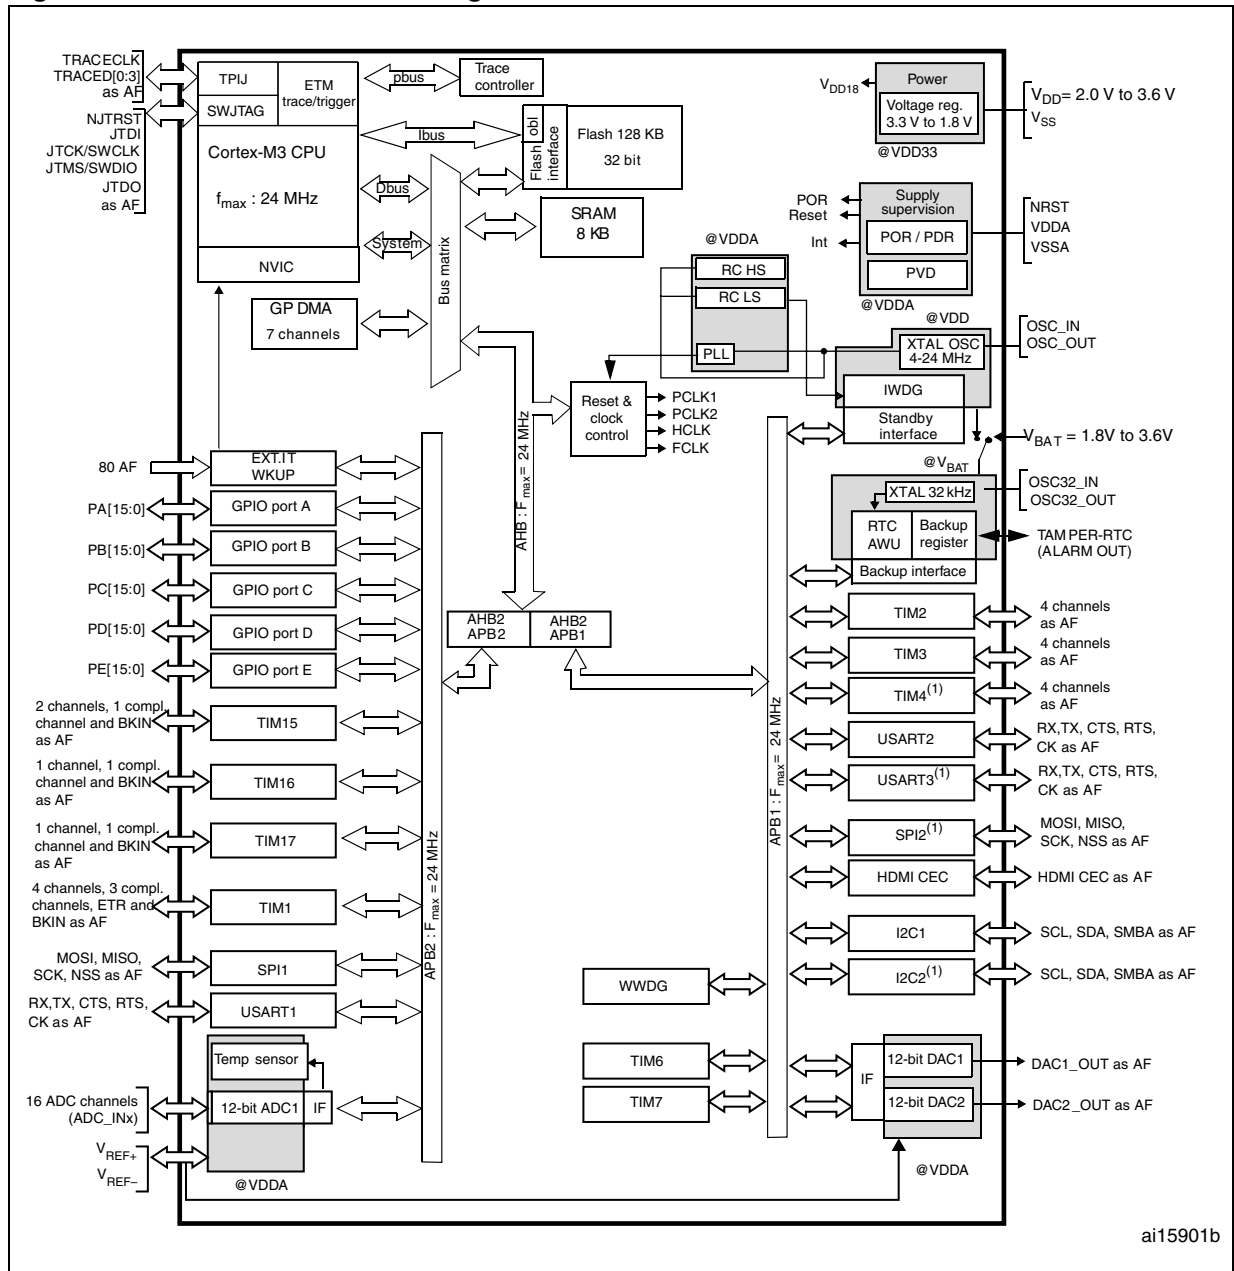 TRACECLK
TRACED[0:3]
as AF
NJTRST
JTDI
JTCK/SWCLK
JTMS/SWDIO
JTDO
as AF
TPIJ
SWJTAG
ETM
trace/trigger
Cortex-M3 CPU
fmax : 24 MHz
NVIC
pbus
Trace
controller
Ibus
Dbus
System
Flash obl
interface
Flash 128 KB
32 bit
SRAM
8 KB
Bus matrix
GP DMA
7 channels
VDD18
Power
Voltage reg.
3.3 V to 1.8 V
@VDD33
VDD= 2.0 V to 3.6 V
VSS
POR
Reset
Int
Supply
supervision
POR / PDR
PVD
@VDDA
NRST
VDDA
VSSA
@VDDA
RC HS
RC LS
PLL
@VDD
XTAL OSC
4-24 MHz
IWDG
Standby
interface
OSC_IN
OSC_OUT
Reset &
clock
control
PCLK1
PCLK2
HCLK
FCLK
VBAT = 1.8V to 3.6V
@VBAT
XTAL 32 kHz
RTC
AWU
Backup
register
Backup interface
OSC32_IN
OSC32_OUT
TAMPER-RTC
(ALARM OUT)
AHB : Fmax = 24 MHz
AHB2
APB2
AHB2
APB1
APB2 : Fmax = 24 MHz
APB1 : Fmax = 24 MHz
80 AF
EXT.IT
WKUP
PA[15:0]
GPIO port A
PB[15:0]
GPIO port B
PC[15:0]
GPIO port C
PD[15:0]
GPIO port D
PE[15:0]
GPIO port E
2 channels, 1 compl.
channel and BKIN
as AF
TIM15
1 channel, 1 compl.
channel and BKIN
as AF
TIM16
1 channel, 1 compl.
channel and BKIN
as AF
TIM17
4 channels, 3 compl.
channels, ETR and
BKIN as AF
TIM1
MOSI, MISO,
SCK, NSS as AF
SPI1
RX,TX, CTS, RTS,
CK as AF
USART1
Temp sensor
16 ADC channels
(ADC_INx)
12-bit ADC1
IF
VREF+
VREF–
@VDDA
TIM2
4 channels
as AF
TIM3
4 channels
as AF
TIM4(1)
4 channels
as AF
USART2
RX,TX, CTS, RTS,
CK as AF
USART3(1)
RX,TX, CTS, RTS,
CK as AF
SPI2(1)
MOSI, MISO,
SCK, NSS as AF
HDMI CEC
HDMI CEC as AF
I2C1
SCL, SDA, SMBA as AF
I2C2(1)
SCL, SDA, SMBA as AF
WWDG
TIM6
TIM7
IF
12-bit DAC1
DAC1_OUT as AF
12-bit DAC2
DAC2_OUT as AF
@VDDA
ai15901b